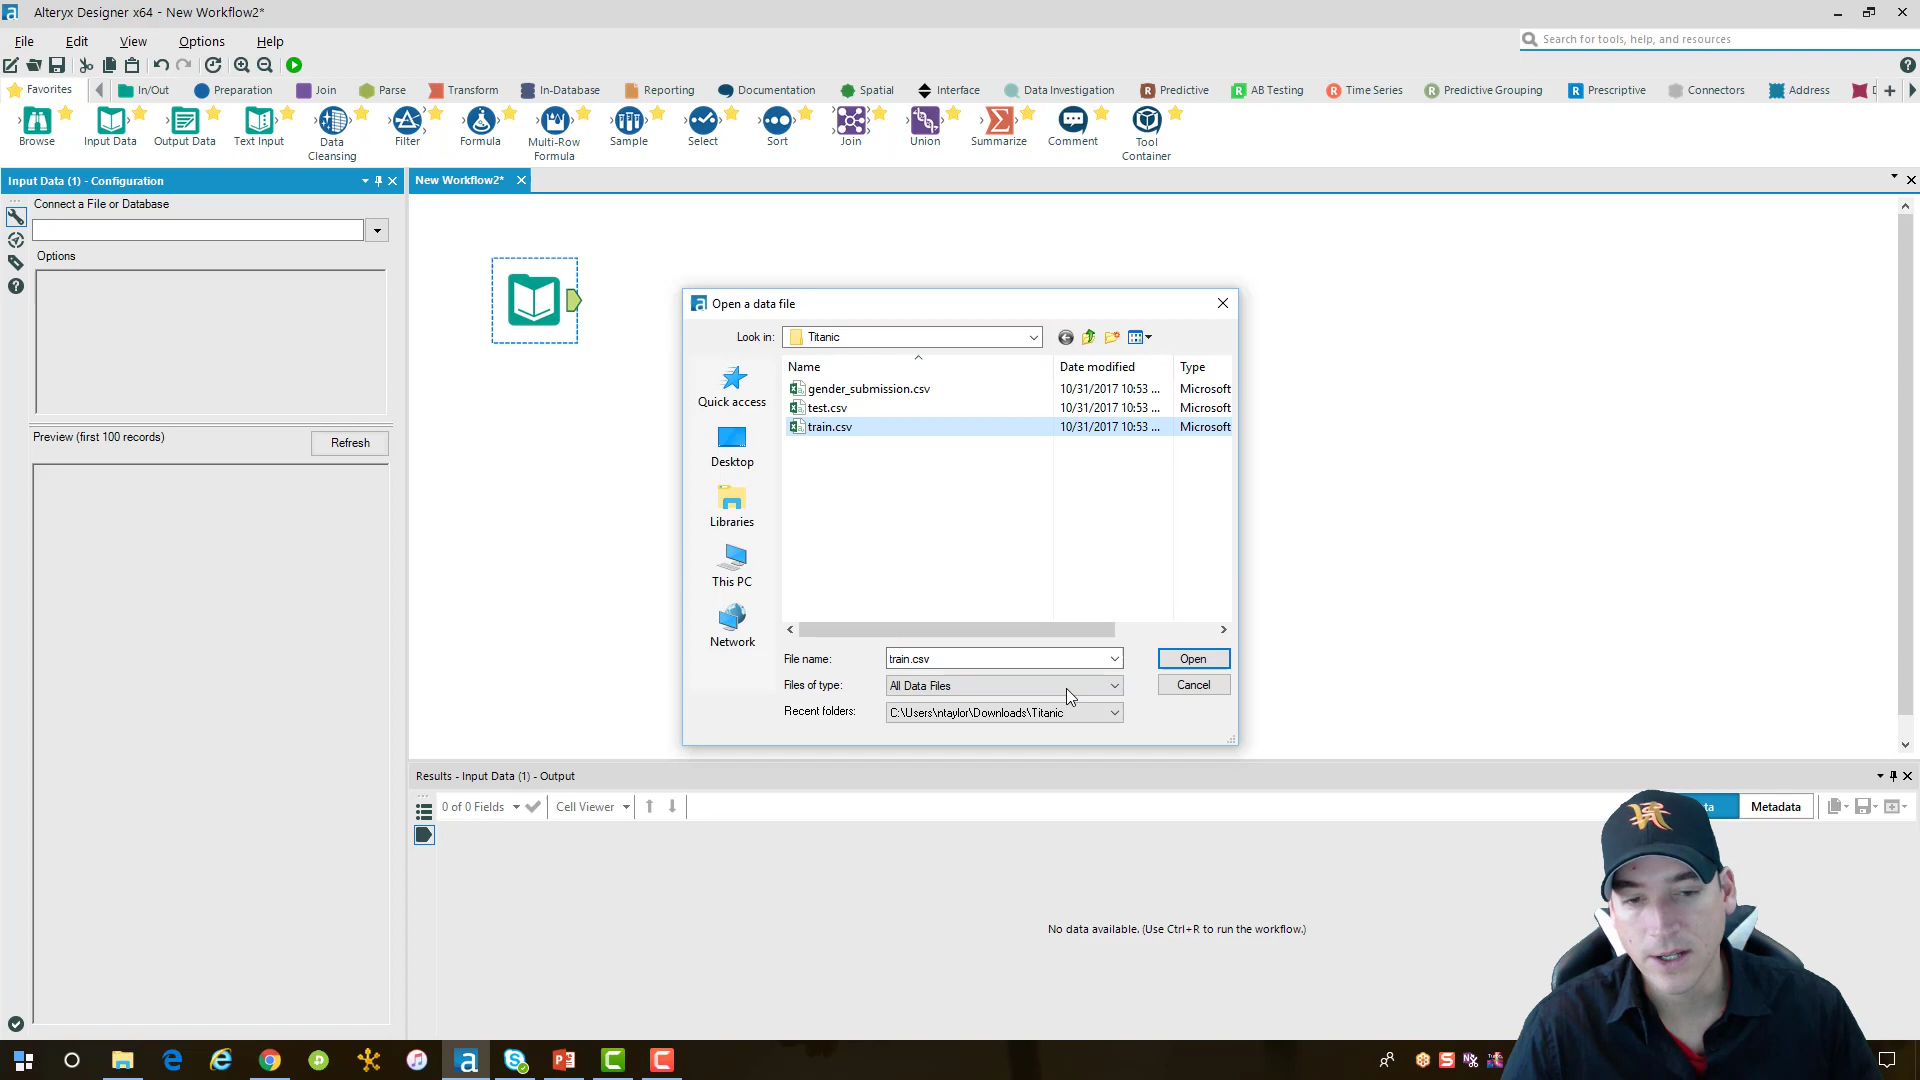 Alteryx Designer x64 - New Workflow2*
File Edit View Options Help
Search for tools, help, and resources
Favorites In/Out Preparation Join Parse Transform In-Database Reporting Documentation Spatial Interface Data Investigation Predictive AB Testing Time Series Predictive Grouping Prescriptive Connectors Address
Browse Input Data Output Data Text Input Data Cleansing Filter Formula Multi-Row Formula Sample Select Sort Join Union Summarize Comment Tool Container
Input Data (1) - Configuration
New Workflow2*
Connect a File or Database
Options
Preview (first 100 records)
Refresh
Open a data file
Look in: Titanic
Name Date modified Type
gender_submission.csv 10/31/2017 10:53 ... Microsoft
test.csv 10/31/2017 10:53 ... Microsoft
train.csv 10/31/2017 10:53 ... Microsoft
Quick access
Desktop
Libraries
This PC
Network
File name: train.csv Open
Files of type: All Data Files Cancel
Recent folders: C:\Users\ntaylor\Downloads\Titanic
Results - Input Data (1) - Output
0 of 0 Fields Cell Viewer Metadata
No data available. (Use Ctrl+R to run the workflow.)